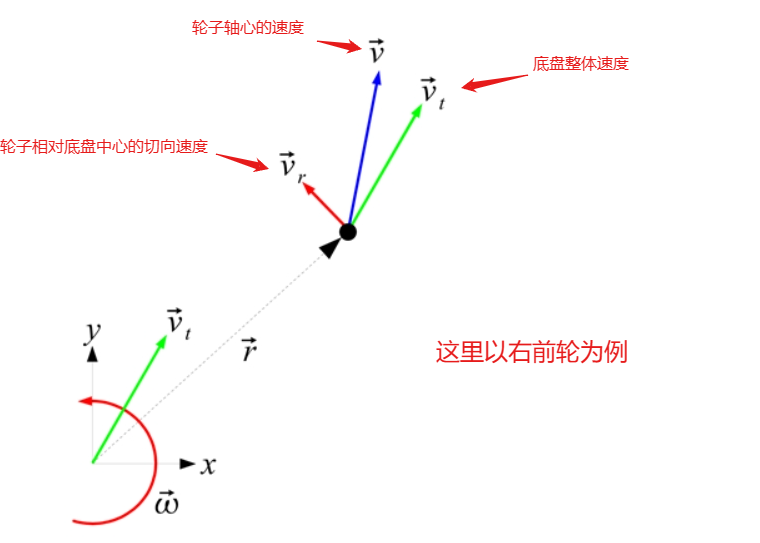 轮子轴心的速度
v⃗
底盘整体速度
v⃗ₜ
轮子相对底盘中心的切向速度
v⃗ᵣ
v⃗ₜ
y
r⃗
这里以右前轮为例
x
ω⃗